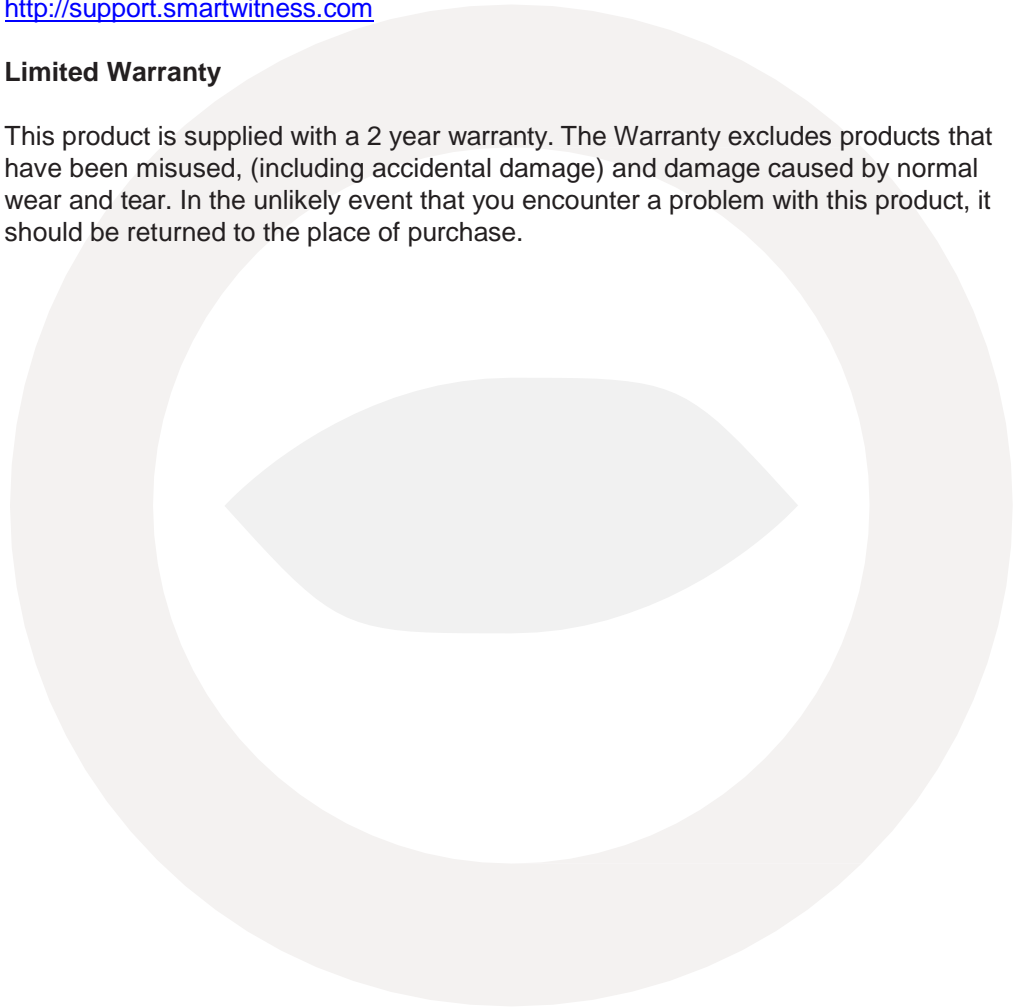 http://support.smartwitness.com
Limited Warranty
This product is supplied with a 2 year warranty. The Warranty excludes products that
have been misused, (including accidental damage) and damage caused by normal
wear and tear. In the unlikely event that you encounter a problem with this product, it
should be returned to the place of purchase.